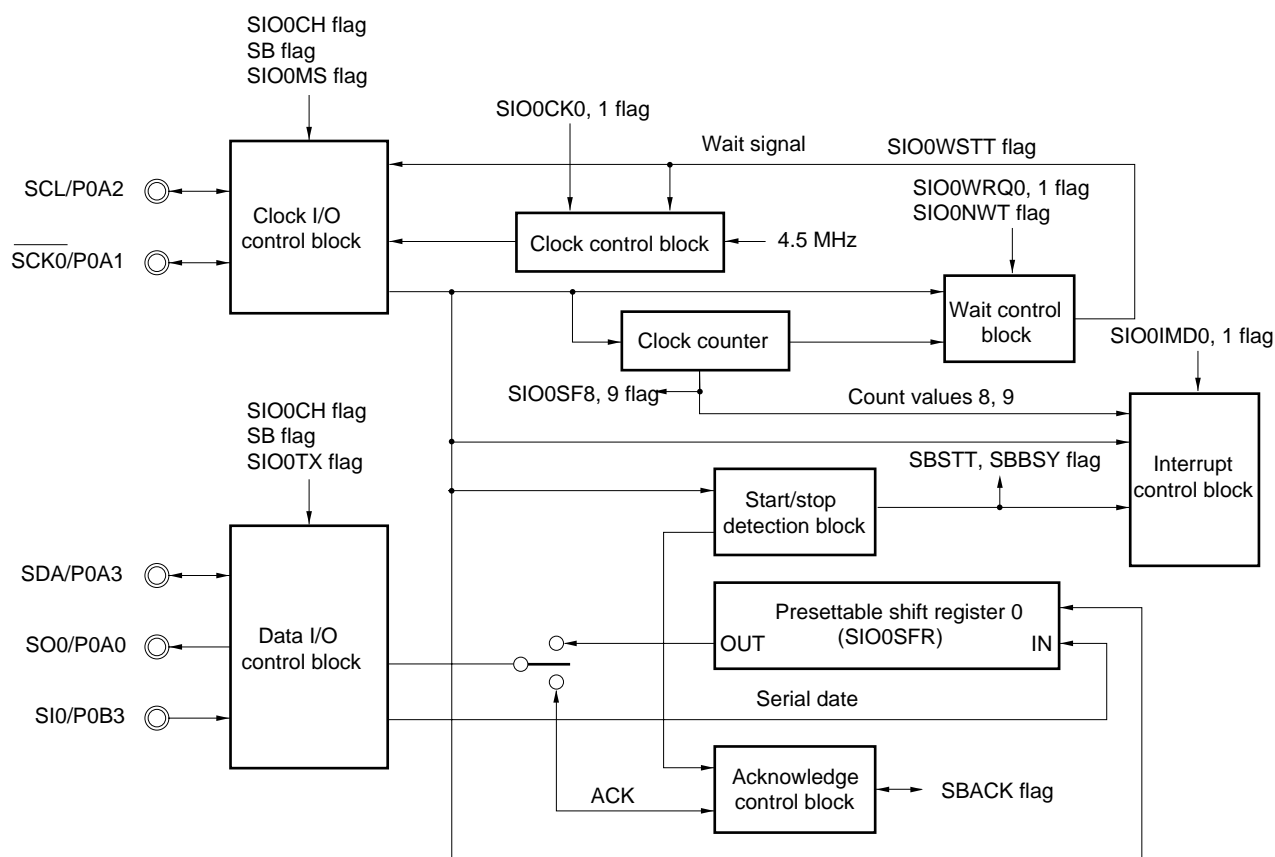 SIO0CH flag
SB flag
SIO0MS flag
SIO0CK0, 1 flag
Wait signal
SIO0WSTT flag
SCL/P0A2
SCK0/P0A1
Clock I/O
control block
Clock control block
4.5 MHz
SIO0WRQ0, 1 flag
SIO0NWT flag
Wait control
block
Clock counter
SIO0IMD0, 1 flag
SIO0SF8, 9 flag
Count values 8, 9
SIO0CH flag
SB flag
SIO0TX flag
SBSTT, SBBSY flag
Interrupt
control block
Start/stop
detection block
SDA/P0A3
SO0/P0A0
SI0/P0B3
Data I/O
control block
Presettable shift register 0
(SIO0SFR)
OUT
IN
Serial date
ACK
Acknowledge
control block
SBACK flag